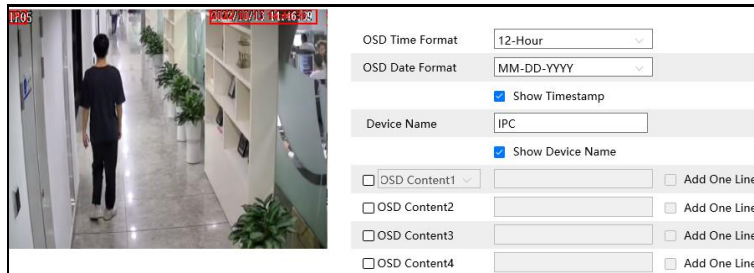 IP05
2022/10/13 11:46:29
OSD Time Format
12-Hour
OSD Date Format
MM-DD-YYYY
Show Timestamp
Device Name
IPC
Show Device Name
OSD Content1
Add One Line
OSD Content2
Add One Line
OSD Content3
Add One Line
OSD Content4
Add One Line